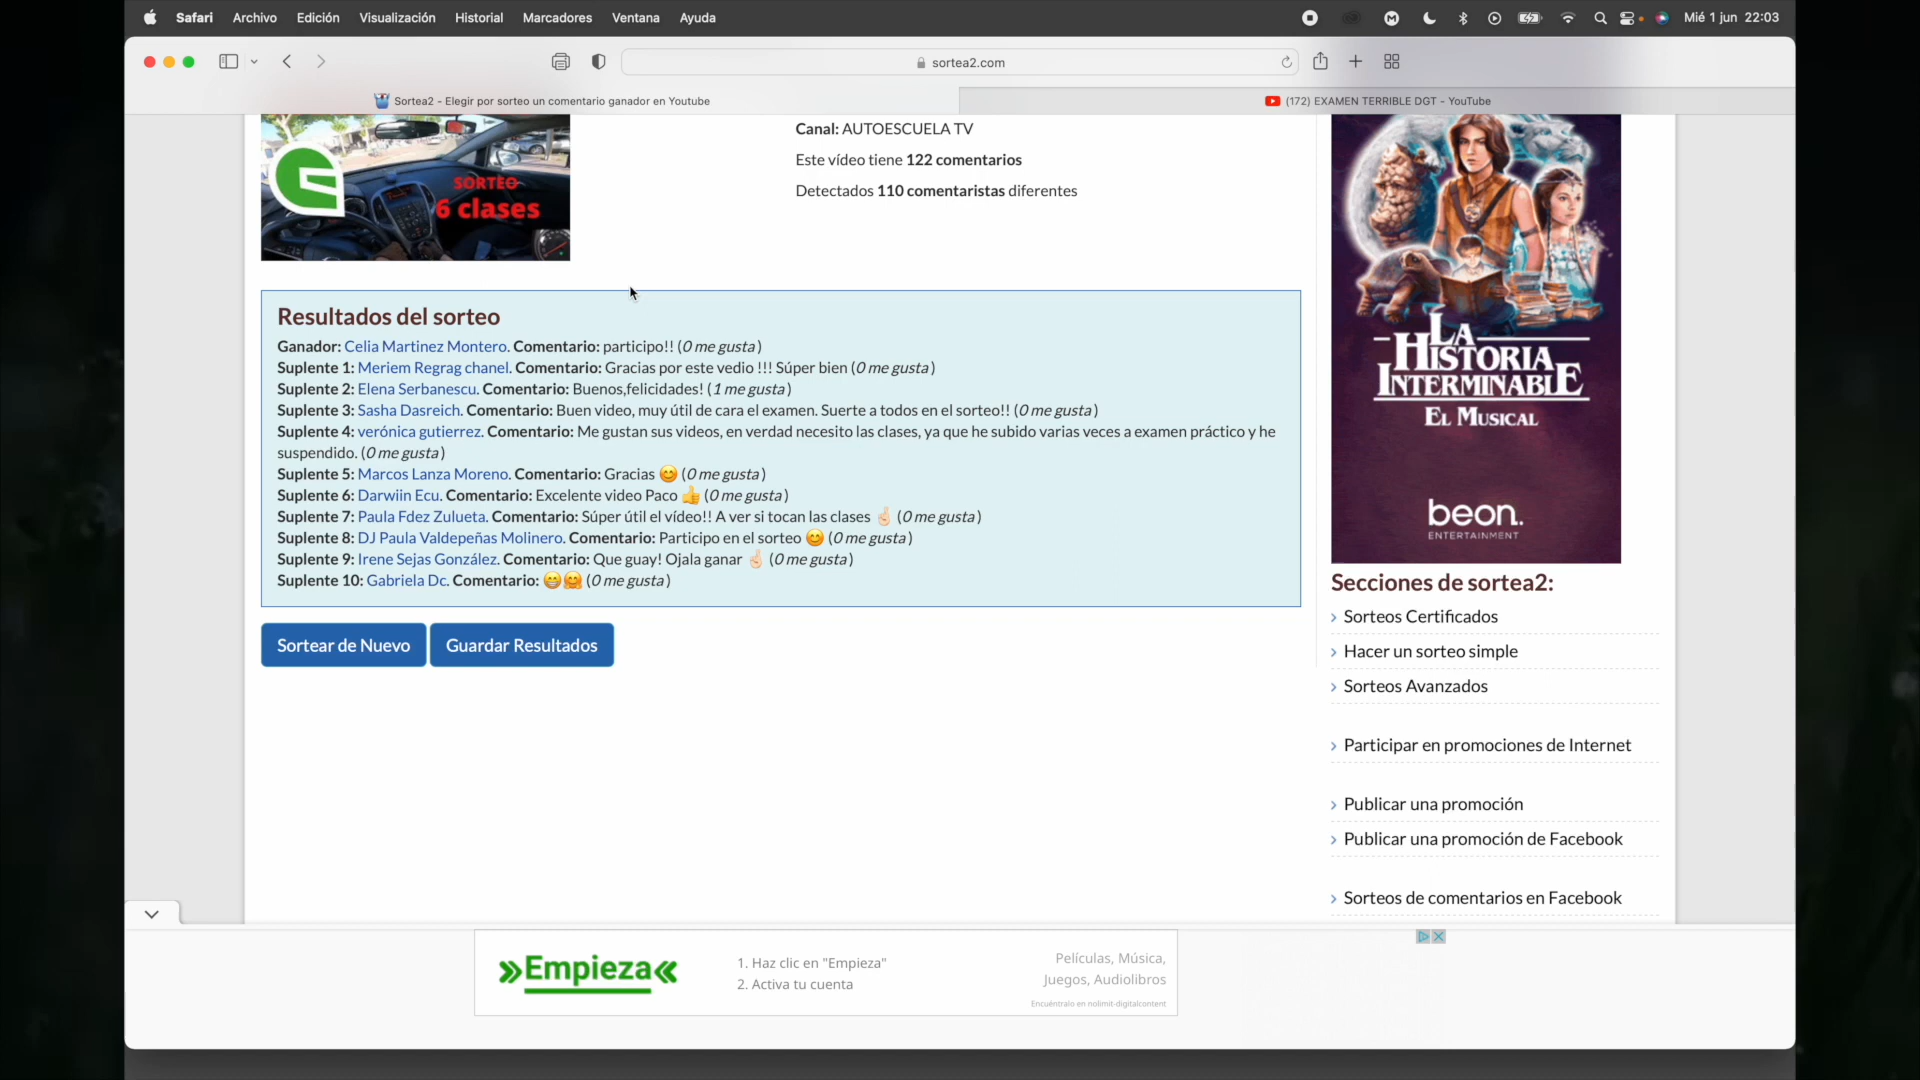 Safari Archivo Edición Visualización Historial Marcadores Ventana Ayuda
Mié 1 jun 22:03
sortea2.com
Sortea2 - Elegir por sorteo un comentario ganador en Youtube
(172) EXAMEN TERRIBLE DGT - YouTube
SORTEO
6 clases
Canal: AUTOESCUELA TV
Este vídeo tiene 122 comentarios
Detectados 110 comentaristas diferentes
Resultados del sorteo
Ganador: Celia Martinez Montero. Comentario: participo!! (0 me gusta)
Suplente 1: Meriem Regrag chanel. Comentario: Gracias por este vedio !!! Súper bien (0 me gusta)
Suplente 2: Elena Serbanescu. Comentario: Buenos,felicidades! (1 me gusta)
Suplente 3: Sasha Dasreich. Comentario: Buen video, muy útil de cara el examen. Suerte a todos en el sorteo!! (0 me gusta)
Suplente 4: verónica gutierrez. Comentario: Me gustan sus videos, en verdad necesito las clases, ya que he subido varias veces a examen práctico y he
suspendido. (0 me gusta)
Suplente 5: Marcos Lanza Moreno. Comentario: Gracias 😊 (0 me gusta)
Suplente 6: Darwiin Ecu. Comentario: Excelente video Paco 👍 (0 me gusta)
Suplente 7: Paula Fdez Zulueta. Comentario: Súper útil el vídeo!! A ver si tocan las clases 🤞🏻 (0 me gusta)
Suplente 8: DJ Paula Valdepeñas Molinero. Comentario: Participo en el sorteo 😊 (0 me gusta)
Suplente 9: Irene Sejas González. Comentario: Que guay! Ojala ganar 🤞🏻 (0 me gusta)
Suplente 10: Gabriela Dc. Comentario: 😁🤗 (0 me gusta)
Sortear de Nuevo
Guardar Resultados
LA
HISTORIA
INTERMINABLE
EL MUSICAL
beon.
ENTERTAINMENT
Secciones de sortea2:
Sorteos Certificados
Hacer un sorteo simple
Sorteos Avanzados
Participar en promociones de Internet
Publicar una promoción
Publicar una promoción de Facebook
Sorteos de comentarios en Facebook
»Empieza«
1. Haz clic en "Empieza"
2. Activa tu cuenta
Películas, Música,
Juegos, Audiolibros
Encuéntralo en nolimit-digitalcontent